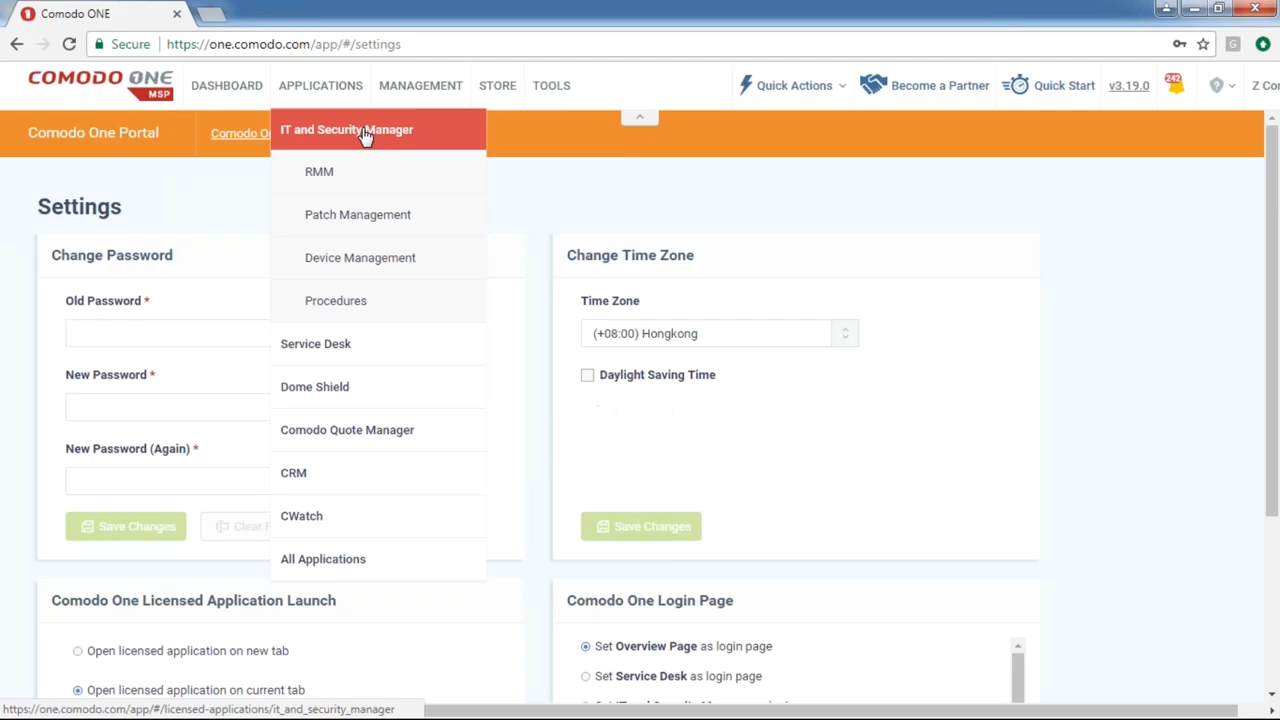 Comodo ONE
Secure https://one.comodo.com/app/#/settings
G
COMODO ONE
MSP
DASHBOARD APPLICATIONS MANAGEMENT STORE TOOLS
Quick Actions Become a Partner Quick Start v3.19.0 242 Z Co
Comodo One Portal
IT and Security Manager
RMM
Patch Management
Device Management
Procedures
Service Desk
Dome Shield
Comodo Quote Manager
CRM
CWatch
All Applications
Settings
Change Password
Old Password *
New Password *
New Password (Again) *
Save Changes
Clear
Change Time Zone
Time Zone
(+08:00) Hongkong
Daylight Saving Time
Save Changes
Comodo One Licensed Application Launch
Open licensed application on new tab
Open licensed application on current tab
Comodo One Login Page
Set Overview Page as login page
Set Service Desk as login page
https://one.comodo.com/app/#/licensed-applications/it_and_security_manager